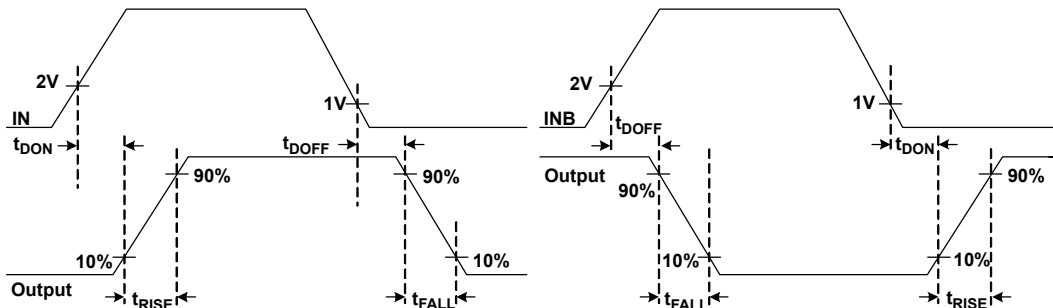 2V
1V
IN
tDON
tDOFF
90%
90%
10%
10%
Output
tRISE
tFALL
2V
1V
INB
tDOFF
tDON
Output
90%
90%
10%
10%
tFALL
tRISE